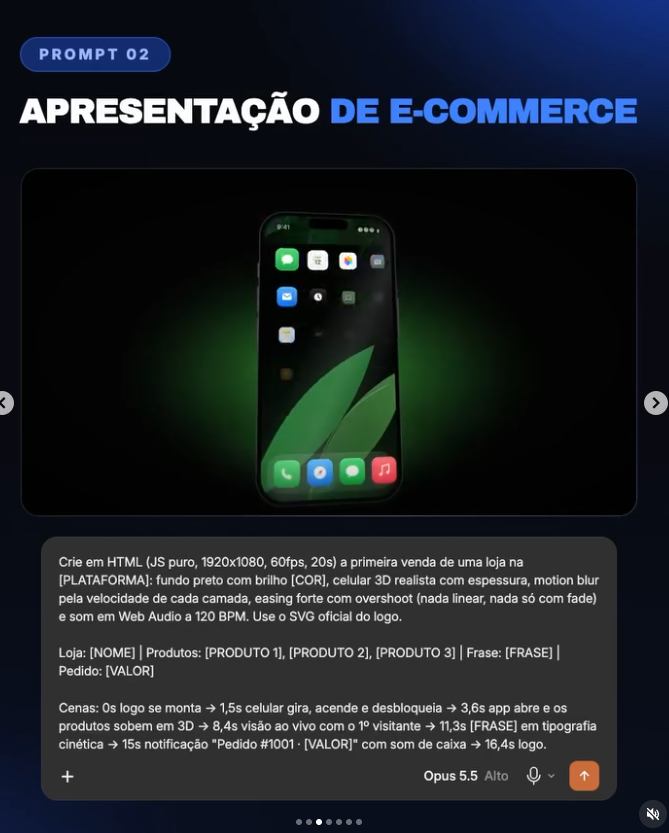 PROMPT 02
APRESENTAÇÃO DE E-COMMERCE
9:41
12
Crie em HTML (JS puro, 1920x1080, 60fps, 20s) a primeira venda de uma loja na
[PLATAFORMA]: fundo preto com brilho [COR], celular 3D realista com espessura, motion blur
pela velocidade de cada camada, easing forte com overshoot (nada linear, nada só com fade)
e som em Web Audio a 120 BPM. Use o SVG oficial do logo.
Loja: [NOME] | Produtos: [PRODUTO 1], [PRODUTO 2], [PRODUTO 3] | Frase: [FRASE] |
Pedido: [VALOR]
Cenas: 0s logo se monta → 1,5s celular gira, acende e desbloqueia → 3,6s app abre e os
produtos sobem em 3D → 8,4s visão ao vivo com o 1º visitante → 11,3s [FRASE] em tipografia
cinética → 15s notificação "Pedido #1001 · [VALOR]" com som de caixa → 16,4s logo.
Opus 5.5 Alto